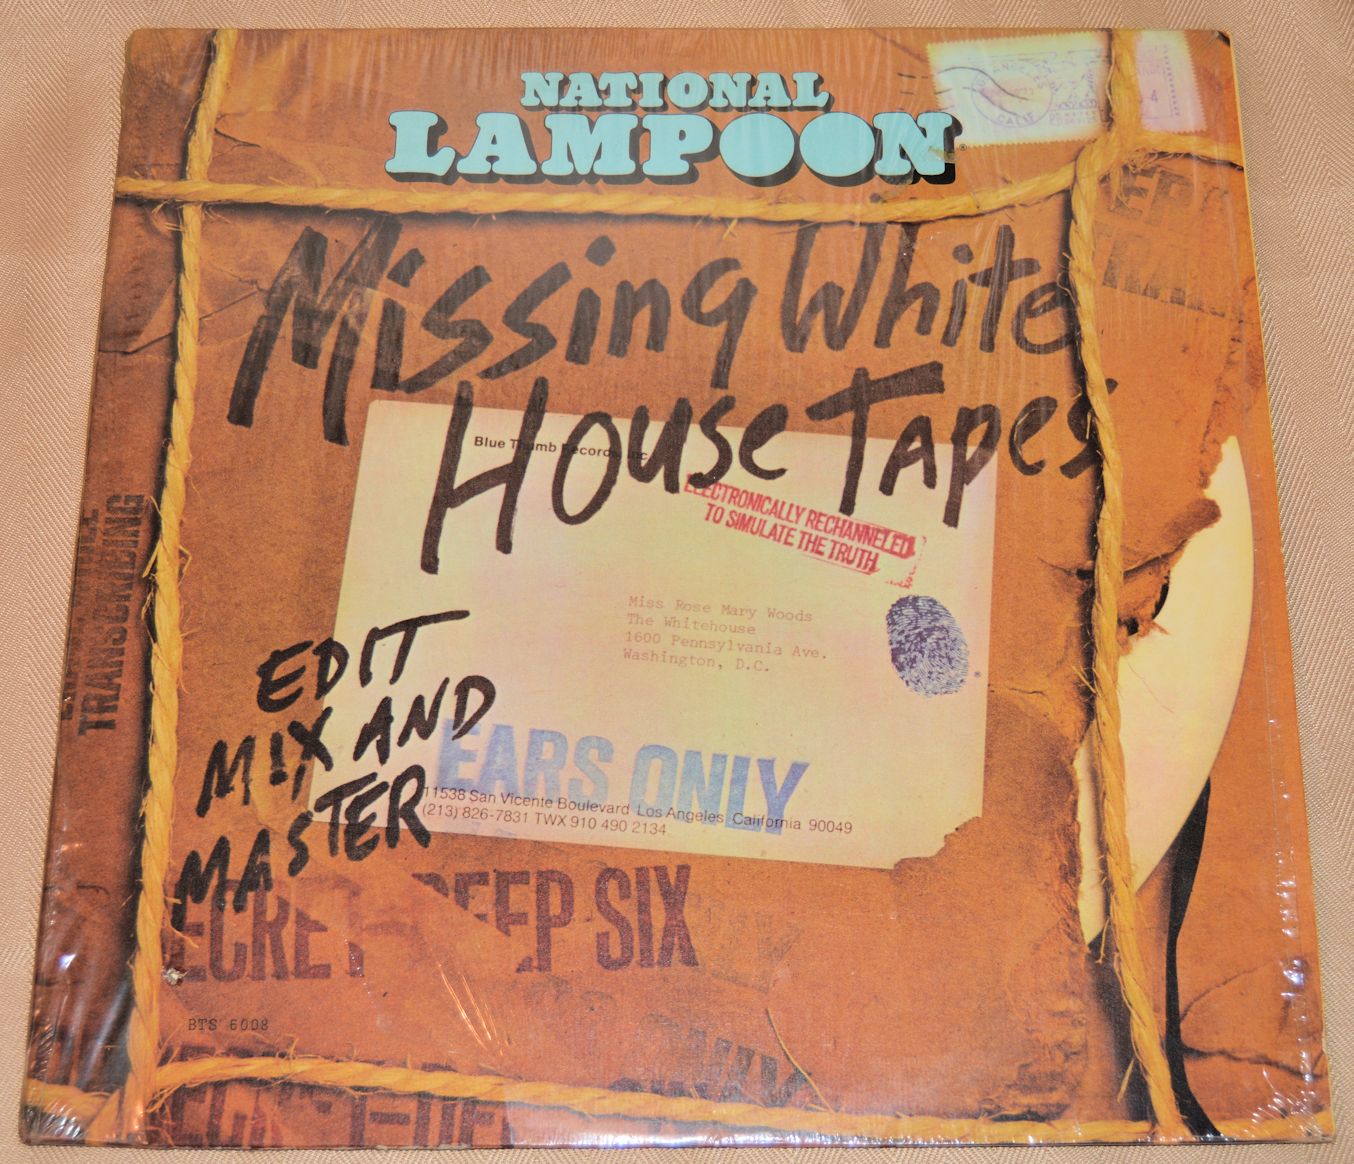 NATIONAL
LAMPOON
CALIF
Missing White
House Tapes
Blue Thumb Records, Inc.
ELECTRONICALLY RECHANNELED
TO SIMULATE THE TRUTH
Miss Rose Mary Woods
The Whitehouse
1600 Pennsylvania Ave.
Washington, D.C.
EDIT
MIX AND
MASTER
EARS ONLY
11538 San Vicente Boulevard Los Angeles California 90049
(213) 826-7831 TWX 910 490 2134
ECRET DEEP SIX
BTS 6008
TRANSCRIBING